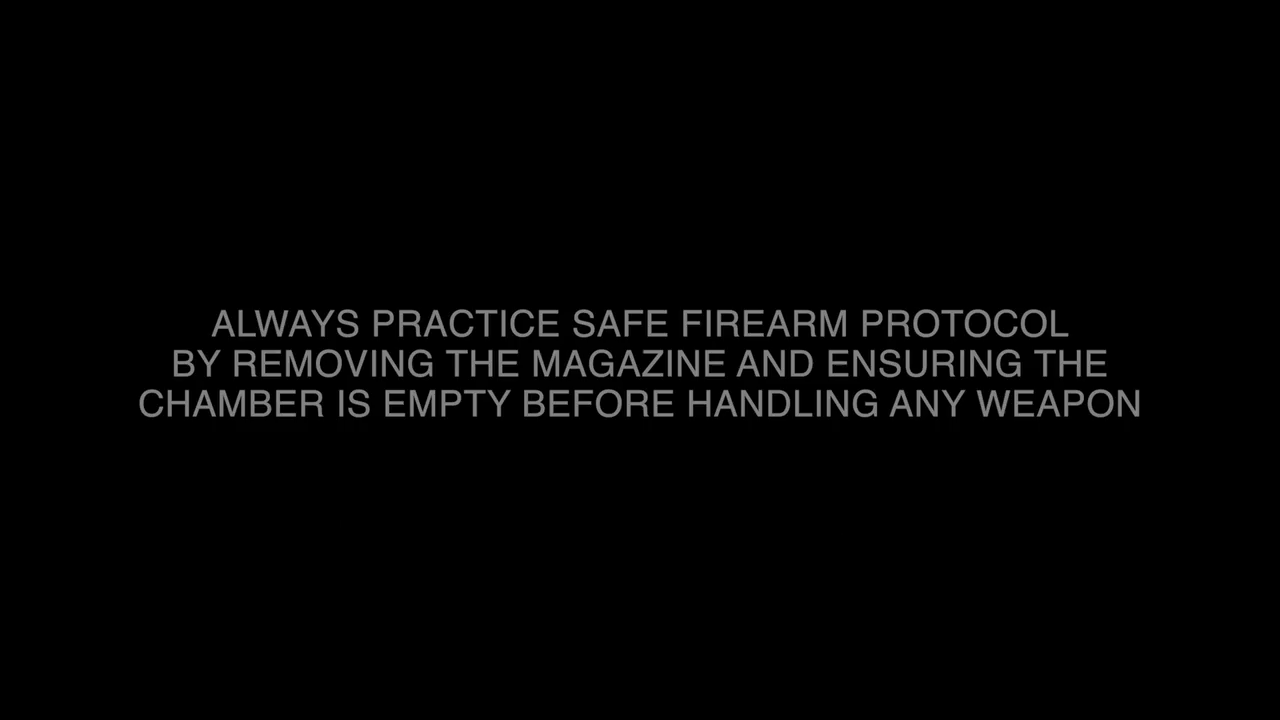 ALWAYS PRACTICE SAFE FIREARM PROTOCOL
BY REMOVING THE MAGAZINE AND ENSURING THE
CHAMBER IS EMPTY BEFORE HANDLING ANY WEAPON